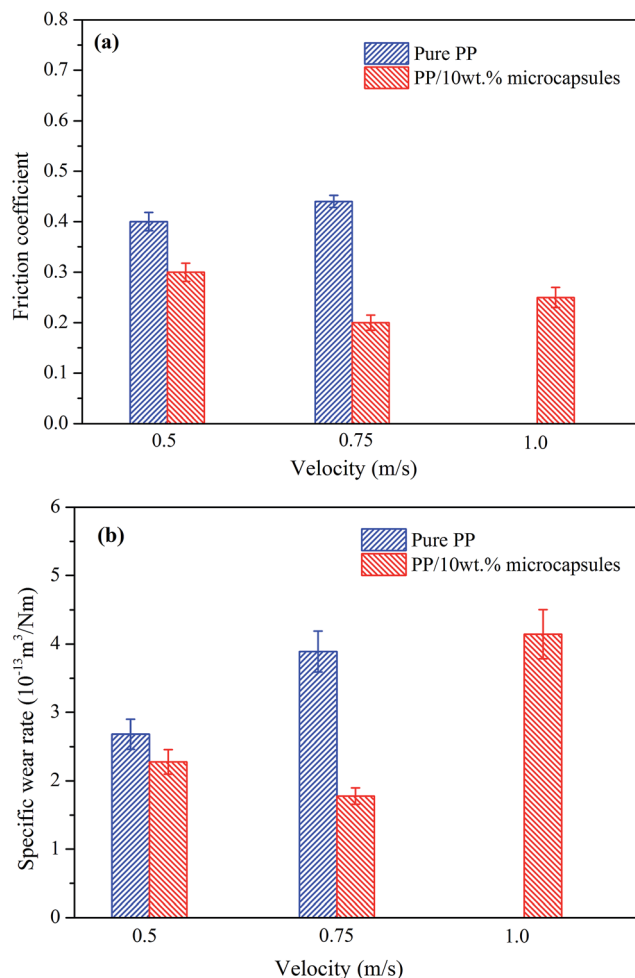 (a)
Pure PP
PP/10wt.% microcapsules
0.8
0.7
0.6
0.5
0.4
0.3
0.2
0.1
0.0
Friction coefficient
0.5 0.75 1.0
Velocity (m/s)
(b)
Pure PP
PP/10wt.% microcapsules
6
5
4
3
2
1
0
Specific wear rate (10⁻¹³m³/Nm)
0.5 0.75 1.0
Velocity (m/s)